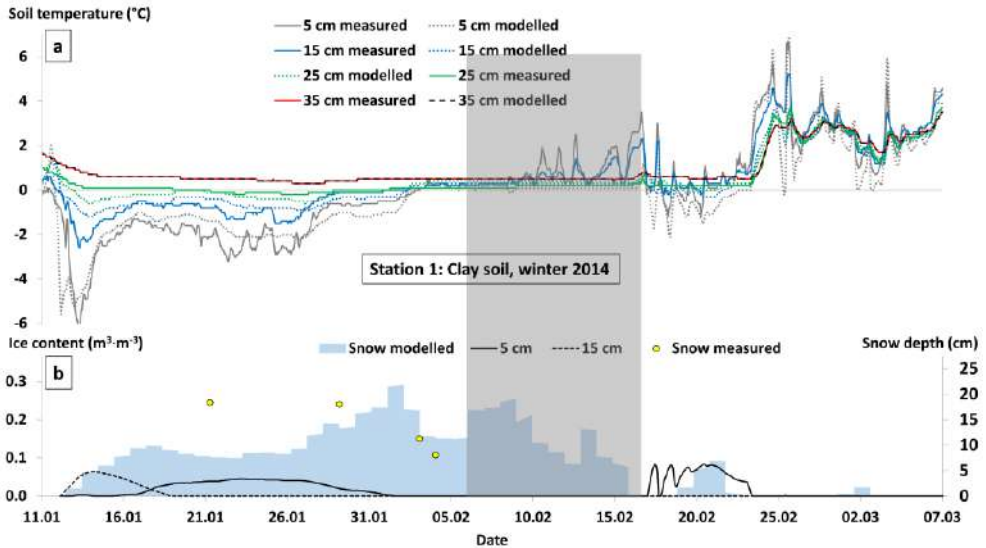 Soil temperature (°C)
5 cm measured 5 cm modelled
a
15 cm measured 15 cm modelled
25 cm modelled 25 cm measured
35 cm measured 35 cm modelled
6
4
2
0
-2
-4
-6
Station 1: Clay soil, winter 2014
Ice content (m³·m⁻³) Snow depth (cm)
b
Snow modelled 5 cm 15 cm Snow measured
0.3
0.2
0.1
0.0
25
20
15
10
5
0
11.01 16.01 21.01 26.01 31.01 05.02 10.02 15.02 20.02 25.02 02.03 07.03
Date